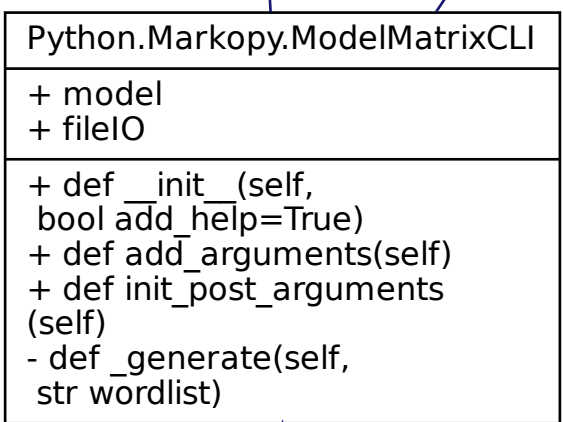 Python.Markopy.ModelMatrixCLI
+ model
+ fileIO
+ def __init__(self,
 bool add_help=True)
+ def add_arguments(self)
+ def init_post_arguments
(self)
- def _generate(self,
 str wordlist)